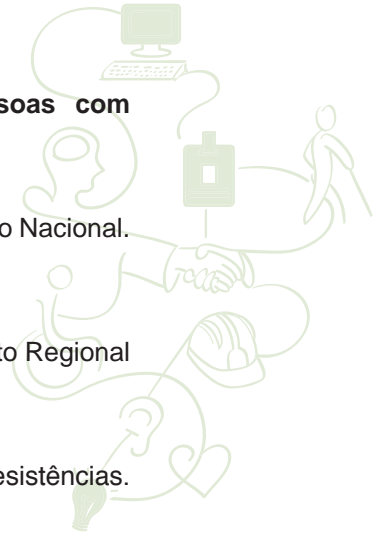 soas com
o Nacional.
to Regional
esistências.